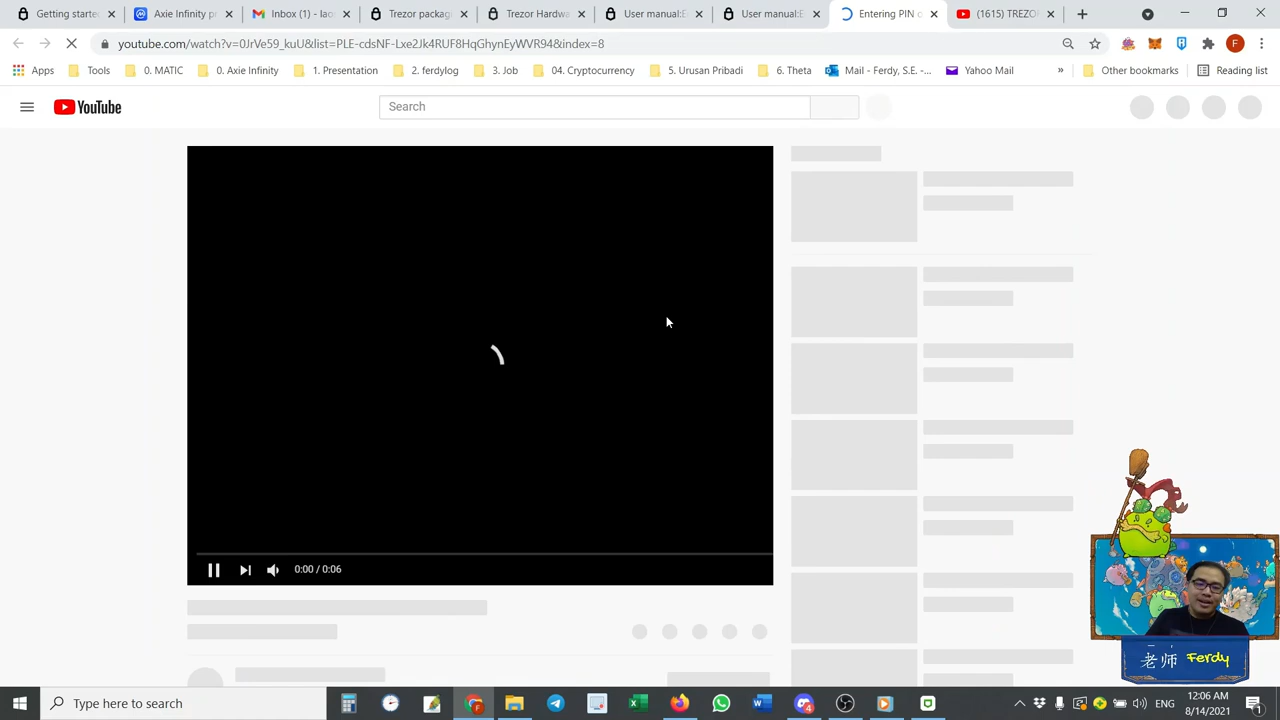 Getting starte
Axie Infinity p
Inbox (1) - lao
Trezor packag
Trezor Hardwa
User manual:E
User manual:E
Entering PIN o
(1615) TREZO
youtube.com/watch?v=0JrVe59_kuU&list=PLE-cdsNF-Lxe2Jk4RUF8HqGhynEyWVR04&index=8
F
Apps
Tools
0. MATIC
0. Axie Infinity
1. Presentation
2. ferdylog
3. Job
04. Cryptocurrency
5. Urusan Pribadi
6. Theta
Mail - Ferdy, S.E. -...
Yahoo Mail
»
Other bookmarks
Reading list
YouTube
Search
0:00 / 0:06
老师 Ferdy
Type here to search
ENG
12:06 AM
8/14/2021
1